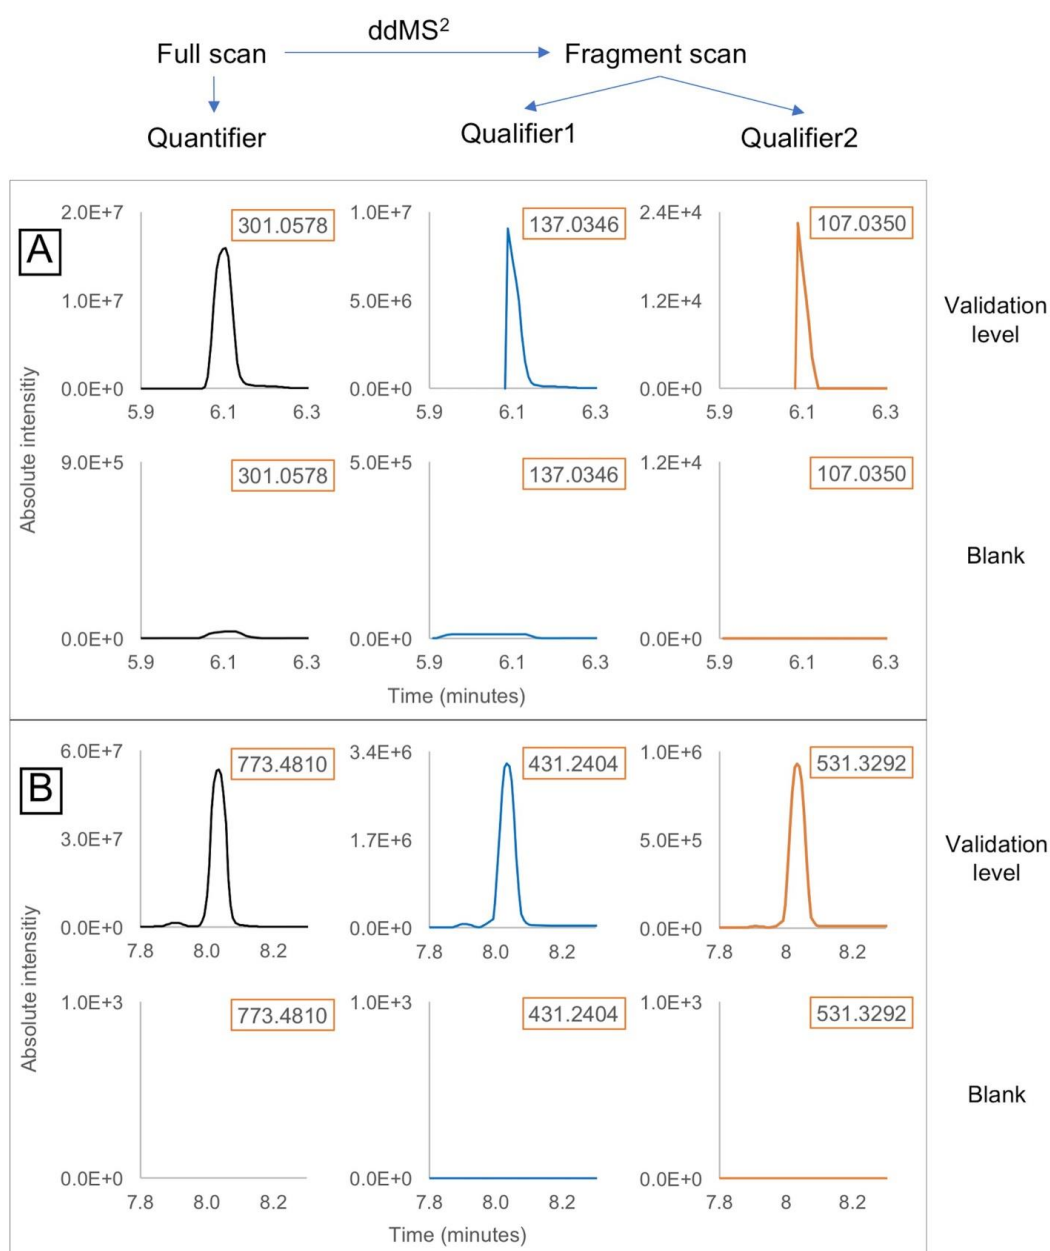 ddMS²
Full scan Fragment scan
Quantifier Qualifier1 Qualifier2
A
Absolute intensitiy
2.0E+7 301.0578 1.0E+7 137.0346 2.4E+4 107.0350
1.0E+7 5.0E+6 1.2E+4
Validation
level
0.0E+0 0.0E+0 0.0E+0
5.9 6.1 6.3 5.9 6.1 6.3 5.9 6.1 6.3
9.0E+5 301.0578 5.0E+5 137.0346 1.2E+4 107.0350
Blank
0.0E+0 0.0E+0 0.0E+0
5.9 6.1 6.3 5.9 6.1 6.3 5.9 6.1 6.3
Time (minutes)
B
Absolute intensitiy
6.0E+7 773.4810 3.4E+6 431.2404 1.0E+6 531.3292
3.0E+7 1.7E+6 5.0E+5
Validation
level
0.0E+0 0.0E+0 0.0E+0
7.8 8.0 8.2 7.8 8.0 8.2 7.8 8 8.2
1.0E+3 773.4810 1.0E+3 431.2404 1.0E+3 531.3292
Blank
0.0E+0 0.0E+0 0.0E+0
7.8 8.0 8.2 7.8 8.0 8.2 7.8 8 8.2
Time (minutes)